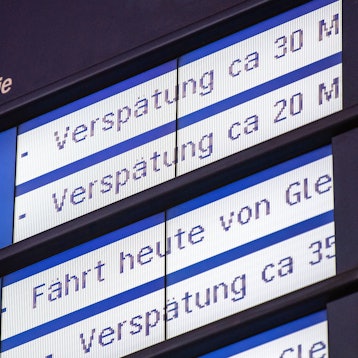 - Verspätung ca 30 M
- Verspätung ca 20 M
- Fährt heute von Gle
- Verspätung ca 35